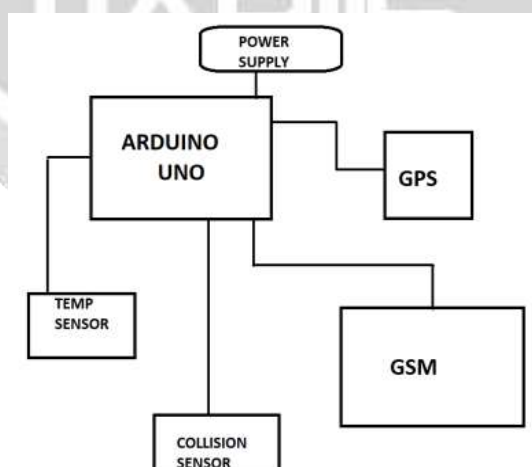 POWER
SUPPLY
ARDUINO
UNO
GPS
TEMP
SENSOR
GSM
COLLISION
SENSOR